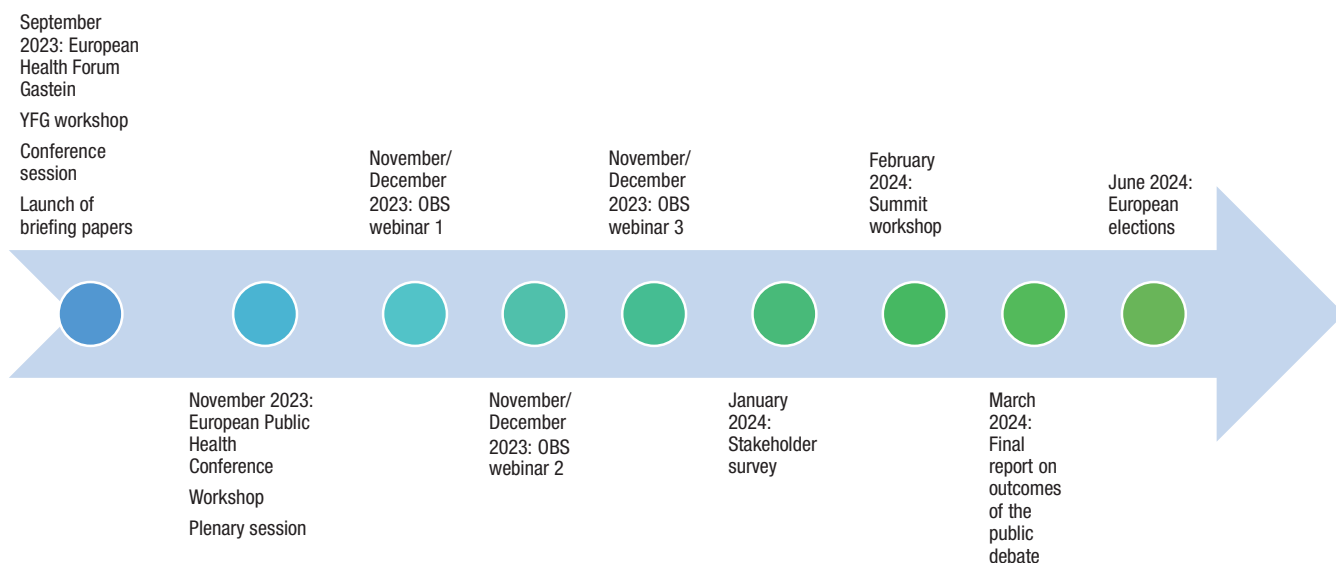 September
2023: European
Health Forum
Gastein
YFG workshop
Conference
session
Launch of
briefing papers
November 2023:
European Public
Health
Conference
Workshop
Plenary session
November/
December
2023: OBS
webinar 1
November/
December
2023: OBS
webinar 2
November/
December
2023: OBS
webinar 3
January
2024:
Stakeholder
survey
February
2024:
Summit
workshop
March
2024:
Final
report on
outcomes
of the
public
debate
June 2024:
European
elections